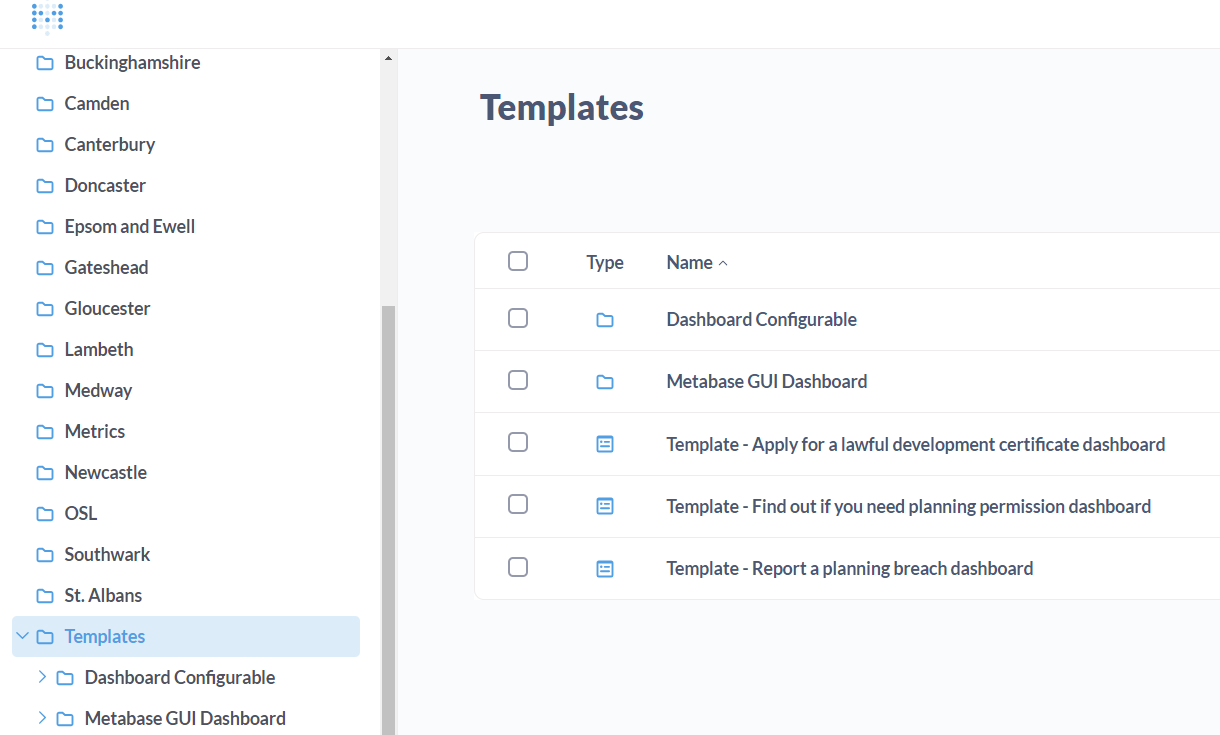 Buckinghamshire
Camden
Canterbury
Doncaster
Epsom and Ewell
Gateshead
Gloucester
Lambeth
Medway
Metrics
Newcastle
OSL
Southwark
St. Albans
Templates
Dashboard Configurable
Metabase GUI Dashboard
Templates
Type Name
Dashboard Configurable
Metabase GUI Dashboard
Template - Apply for a lawful development certificate dashboard
Template - Find out if you need planning permission dashboard
Template - Report a planning breach dashboard